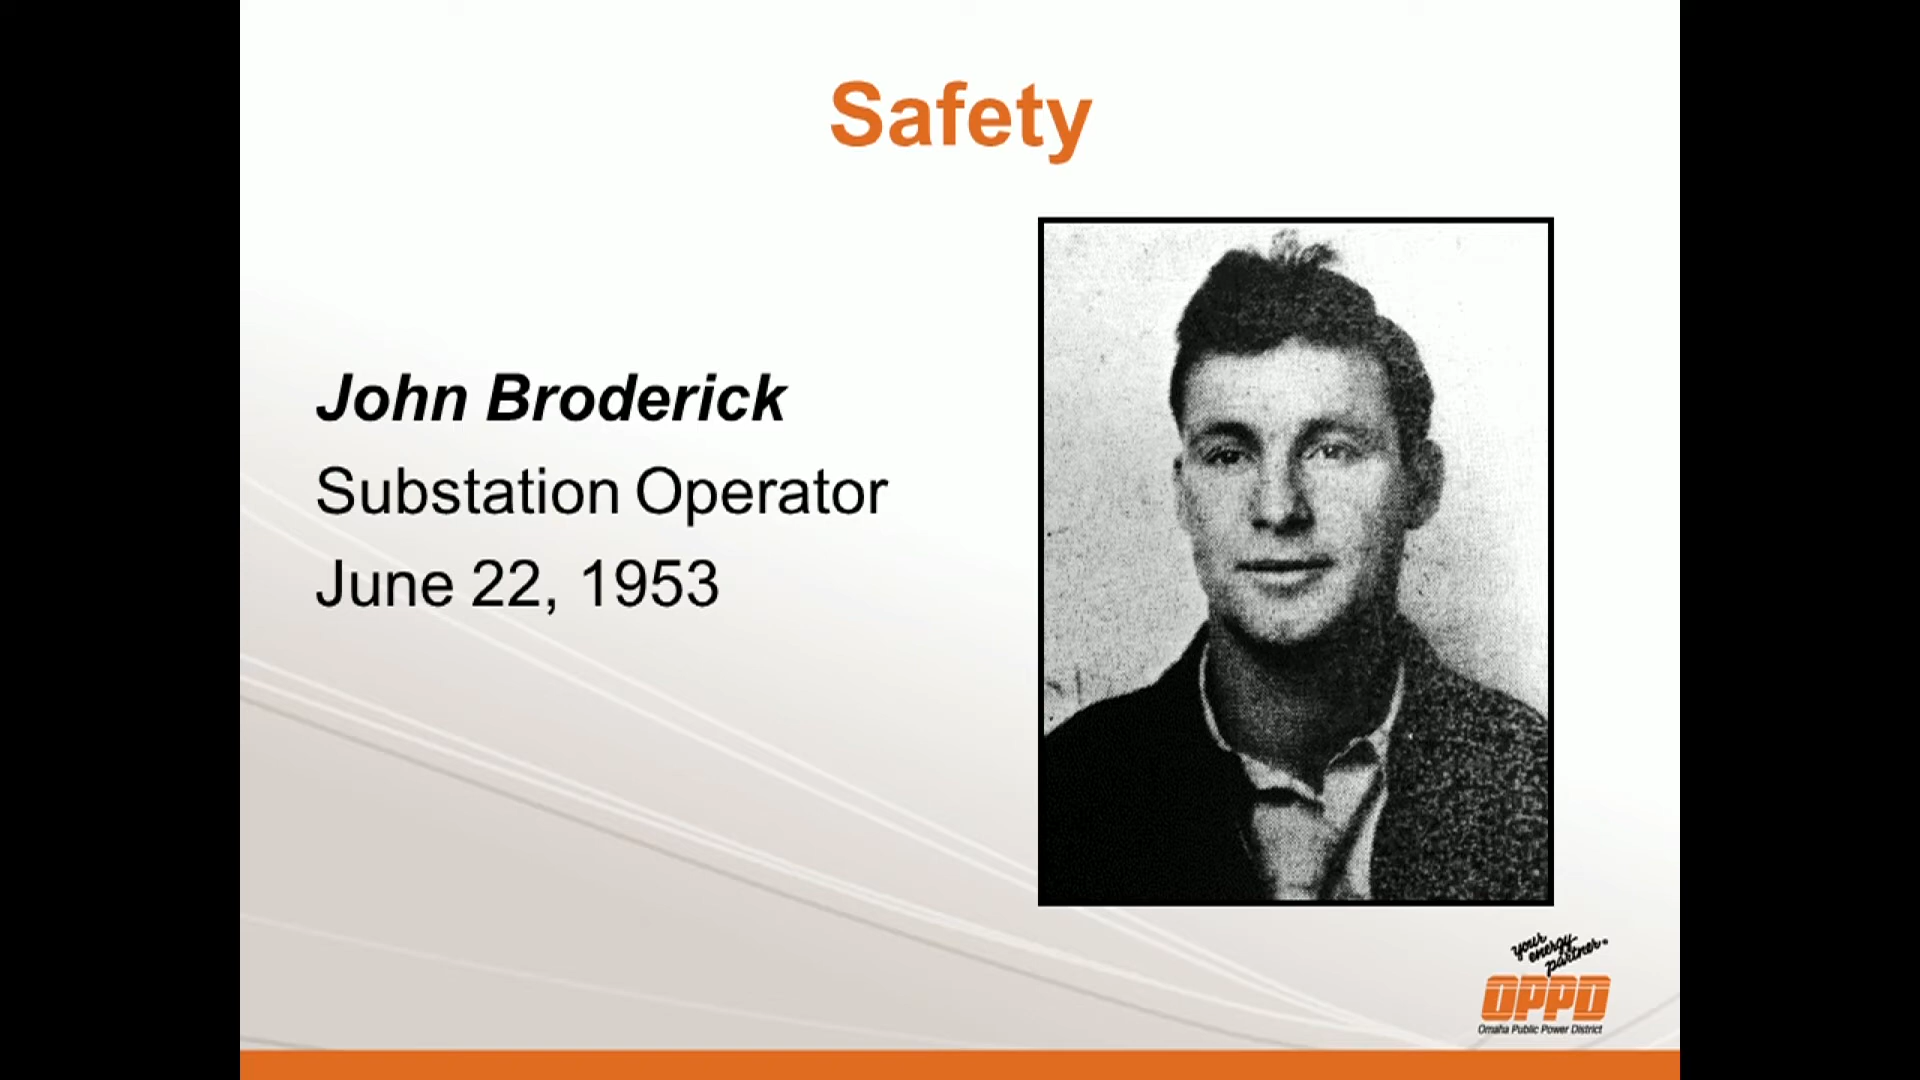 Safety
John Broderick
Substation Operator
June 22, 1953
your
energy
partner
OPPD
Omaha Public Power District